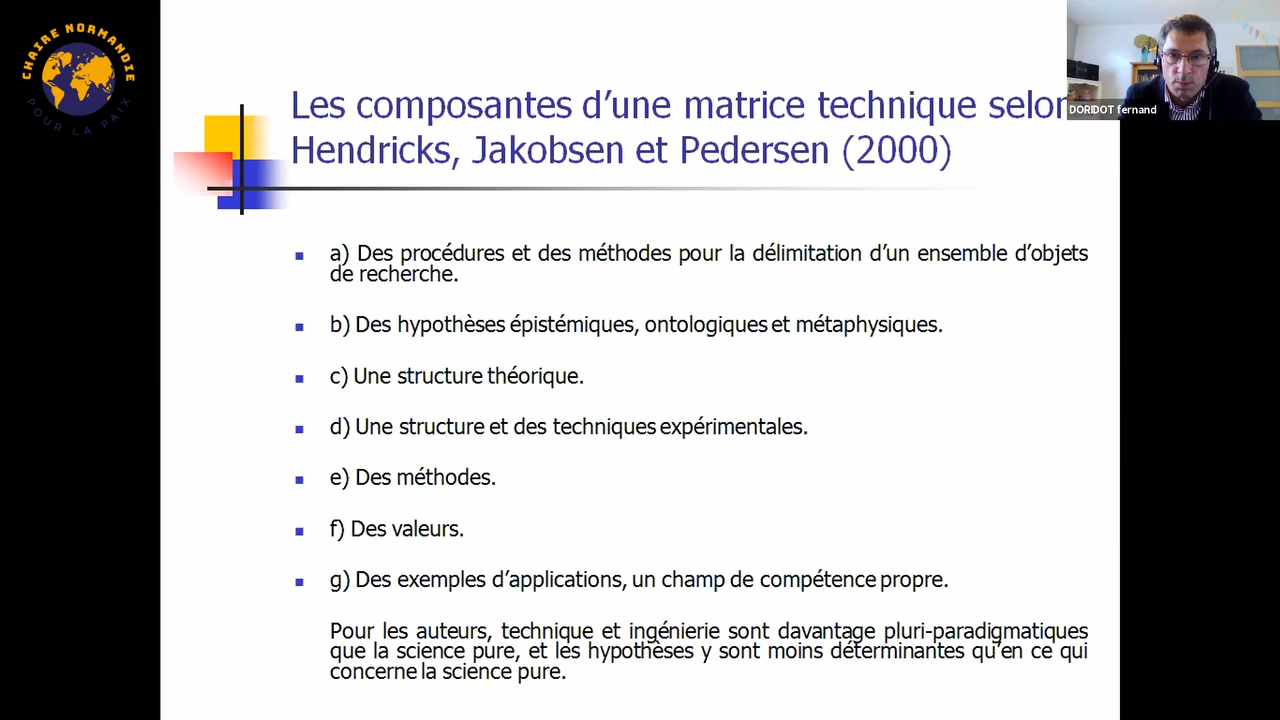 CHAIRE NORMANDIE
POUR LA PAIX
DORIDOT fernand
Les composantes d'une matrice technique selon
Hendricks, Jakobsen et Pedersen (2000)
a) Des procédures et des méthodes pour la délimitation d'un ensemble d'objets
de recherche.
b) Des hypothèses épistémiques, ontologiques et métaphysiques.
c) Une structure théorique.
d) Une structure et des techniques expérimentales.
e) Des méthodes.
f) Des valeurs.
g) Des exemples d'applications, un champ de compétence propre.
Pour les auteurs, technique et ingénierie sont davantage pluri-paradigmatiques
que la science pure, et les hypothèses y sont moins déterminantes qu'en ce qui
concerne la science pure.